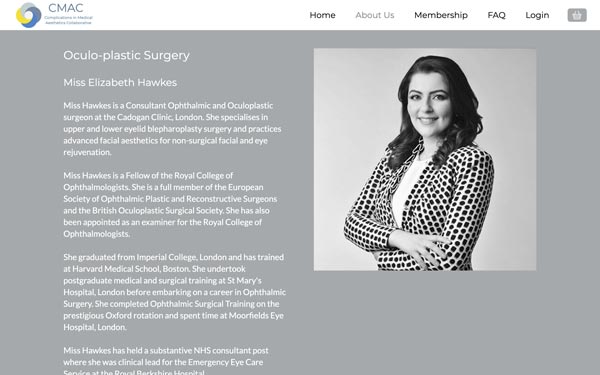 CMAC
Complications in Medical
Aesthetics Collaborative
Home
About Us
Membership
FAQ
Login
Oculo-plastic Surgery
Miss Elizabeth Hawkes
Miss Hawkes is a Consultant Ophthalmic and Oculoplastic
surgeon at the Cadogan Clinic, London. She specialises in
upper and lower eyelid blepharoplasty surgery and practices
advanced facial aesthetics for non-surgical facial and eye
rejuvenation.
Miss Hawkes is a Fellow of the Royal College of
Ophthalmologists. She is a full member of the European
Society of Ophthalmic Plastic and Reconstructive Surgeons
and the British Oculoplastic Surgical Society. She has also
been appointed as an examiner for the Royal College of
Ophthalmologists.
She graduated from Imperial College, London and has trained
at Harvard Medical School, Boston. She undertook
postgraduate medical and surgical training at St Mary's
Hospital, London before embarking on a career in Ophthalmic
Surgery. She completed Ophthalmic Surgical Training on the
prestigious Oxford rotation and spent time at Moorfields Eye
Hospital, London.
Miss Hawkes has held a substantive NHS consultant post
where she was clinical lead for the Emergency Eye Care
Service at the Royal Berkshire Hospital